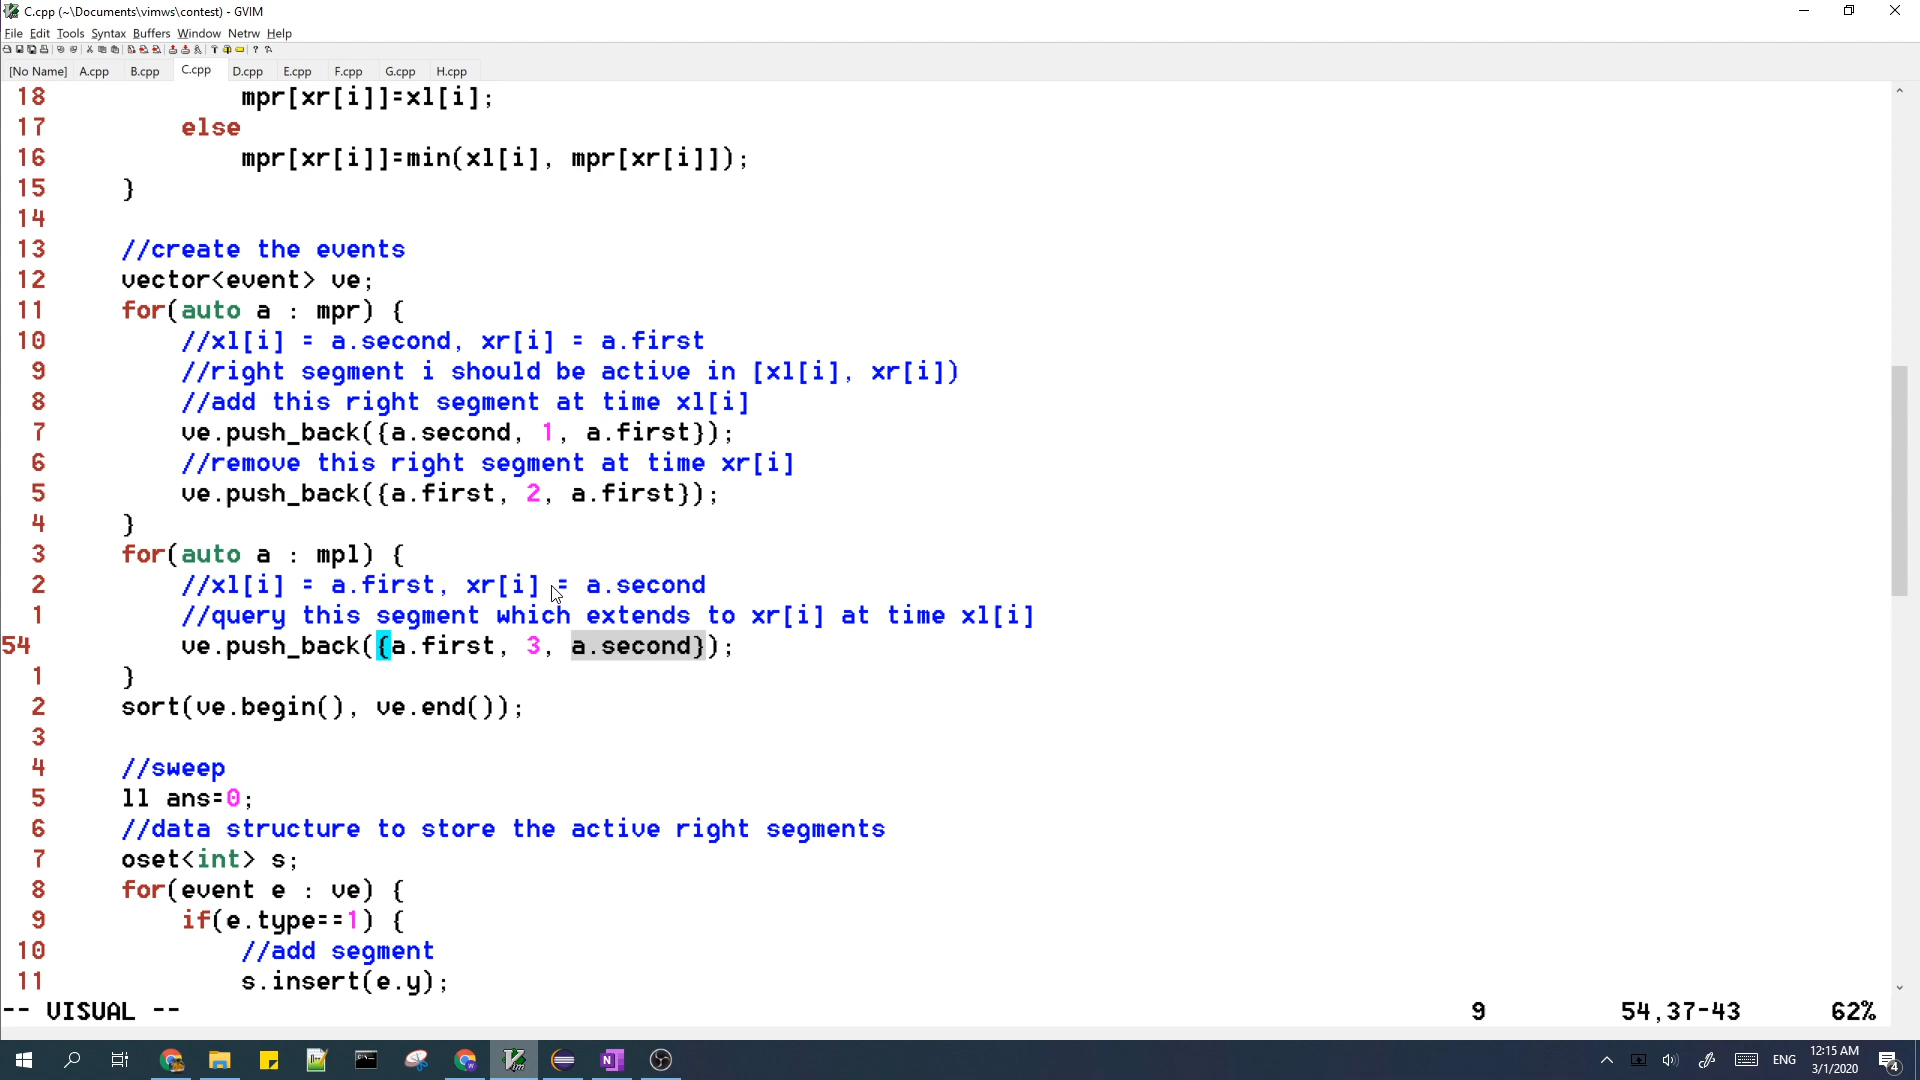 C.cpp (~\Documents\vimws\contest) - GVIM
File Edit Tools Syntax Buffers Window Netrw Help
[No Name] A.cpp B.cpp C.cpp D.cpp E.cpp F.cpp G.cpp H.cpp
18 mpr[xr[i]]=xl[i];
17 else
16 mpr[xr[i]]=min(xl[i], mpr[xr[i]]);
15 }
14
13 //create the events
12 vector<event> ve;
11 for(auto a : mpr) {
10 //xl[i] = a.second, xr[i] = a.first
9 //right segment i should be active in [xl[i], xr[i])
8 //add this right segment at time xl[i]
7 ve.push_back({a.second, 1, a.first});
6 //remove this right segment at time xr[i]
5 ve.push_back({a.first, 2, a.first});
4 }
3 for(auto a : mpl) {
2 //xl[i] = a.first, xr[i] = a.second
1 //query this segment which extends to xr[i] at time xl[i]
54 ve.push_back({a.first, 3, a.second});
1 }
2 sort(ve.begin(), ve.end());
3
4 //sweep
5 ll ans=0;
6 //data structure to store the active right segments
7 oset<int> s;
8 for(event e : ve) {
9 if(e.type==1) {
10 //add segment
11 s.insert(e.y);
-- VISUAL -- 9 54,37-43 62%
ENG 12:15 AM
3/1/2020 4